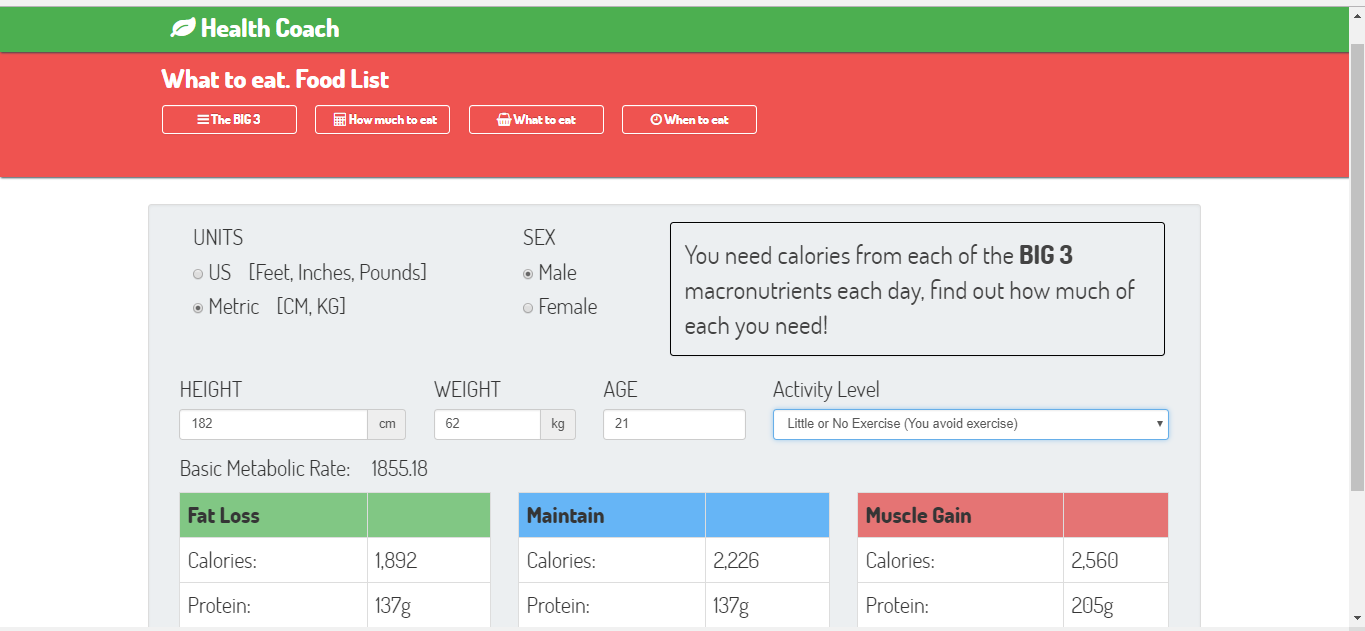 Health Coach
What to eat. Food List
The BIG 3
How much to eat
What to eat
When to eat
UNITS
US [Feet, Inches, Pounds]
Metric [CM, KG]
SEX
Male
Female
You need calories from each of the BIG 3
macronutrients each day, find out how much of
each you need!
HEIGHT
182 cm
WEIGHT
62 kg
AGE
21
Activity Level
Little or No Exercise (You avoid exercise)
Basic Metabolic Rate: 1855.18
Fat Loss
Calories: 1,892
Protein: 137g
Maintain
Calories: 2,226
Protein: 137g
Muscle Gain
Calories: 2,560
Protein: 205g